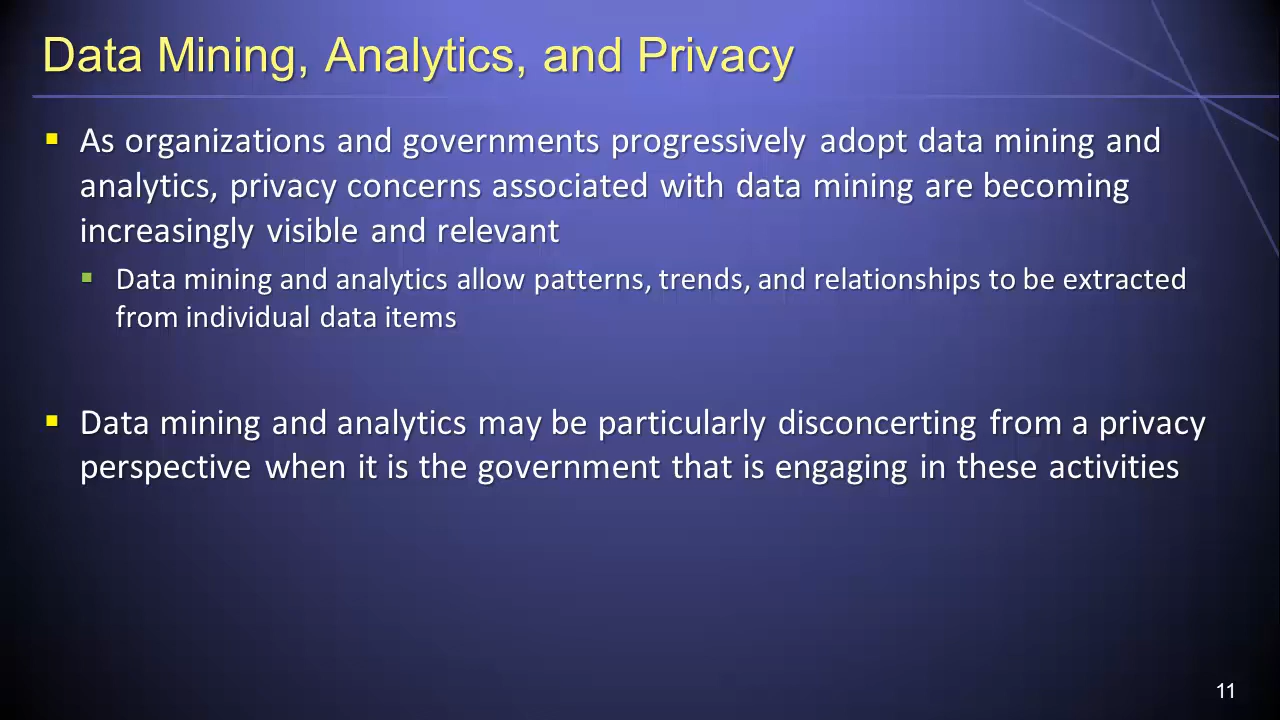 Data Mining, Analytics, and Privacy
As organizations and governments progressively adopt data mining and
analytics, privacy concerns associated with data mining are becoming
increasingly visible and relevant
Data mining and analytics allow patterns, trends, and relationships to be extracted
from individual data items
Data mining and analytics may be particularly disconcerting from a privacy
perspective when it is the government that is engaging in these activities
11